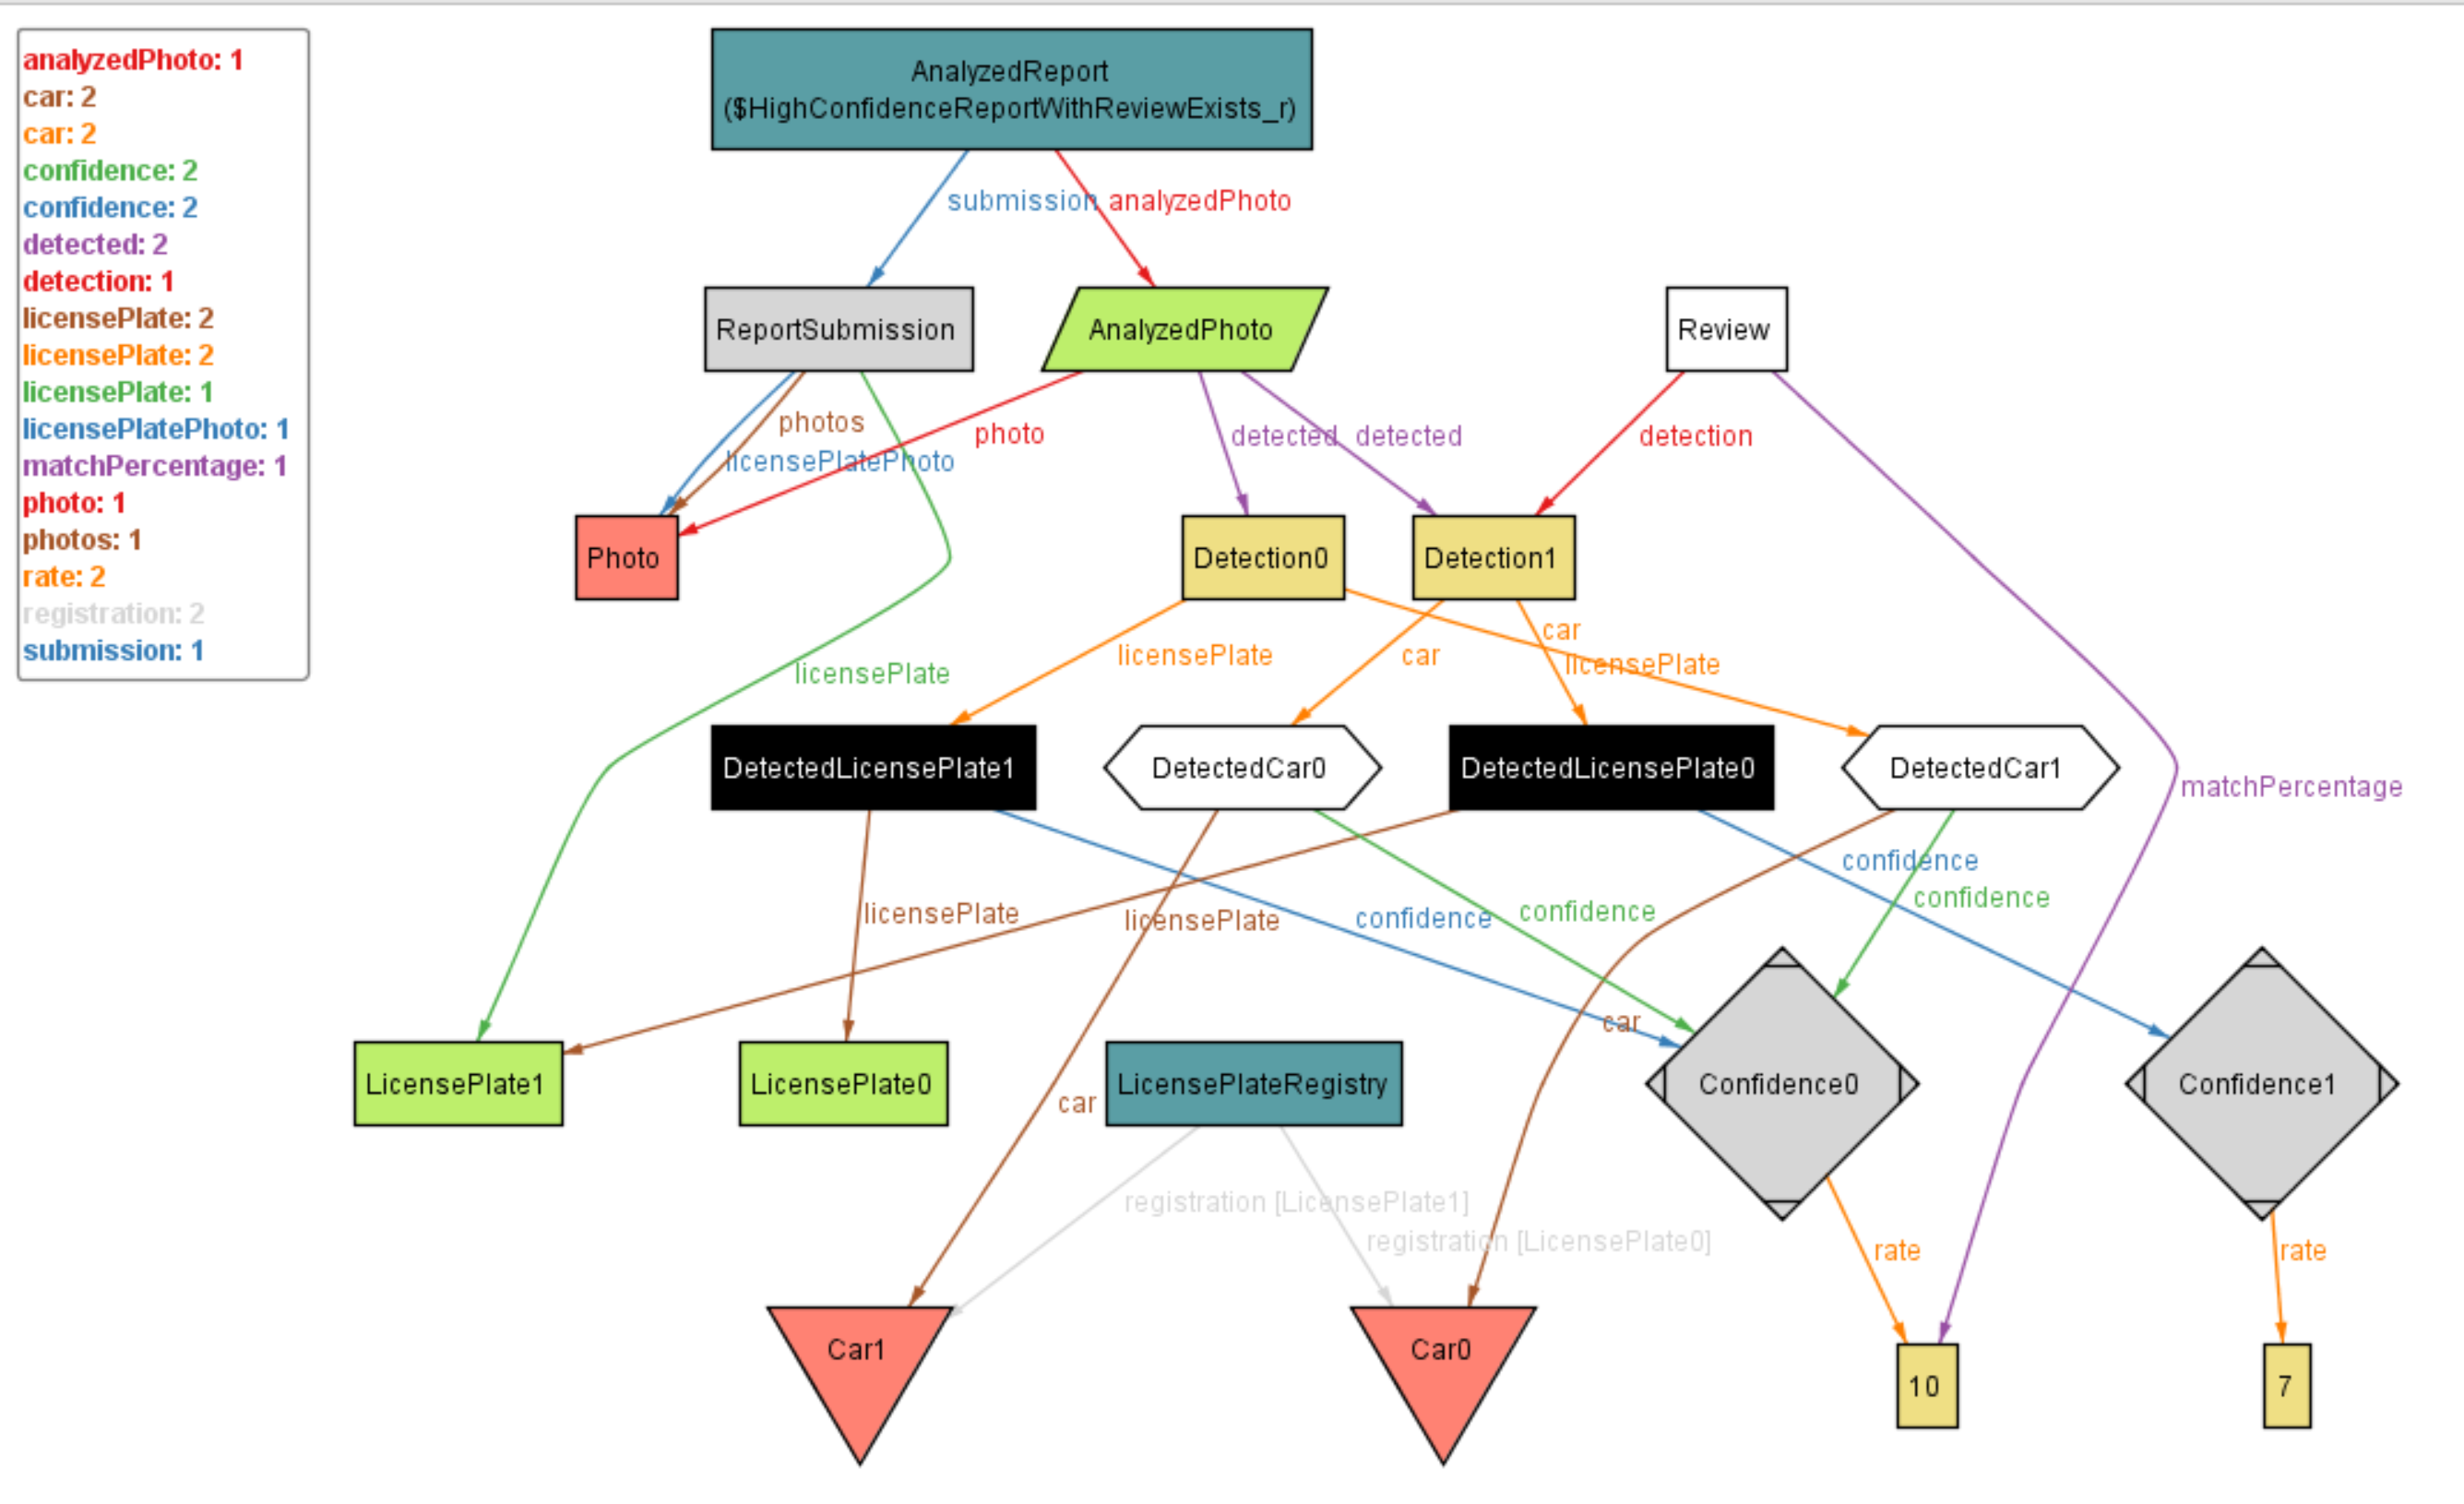 analyzedPhoto: 1
car: 2
car: 2
confidence: 2
confidence: 2
detected: 2
detection: 1
licensePlate: 2
licensePlate: 2
licensePlate: 1
licensePlatePhoto: 1
matchPercentage: 1
photo: 1
photos: 1
rate: 2
registration: 2
submission: 1
AnalyzedReport
($HighConfidenceReportWithReviewExists_r)
submission
analyzedPhoto
ReportSubmission
AnalyzedPhoto
Review
photos
licensePlatePhoto
photo
detected
detected
detection
Photo
Detection0
Detection1
licensePlate
licensePlate
car
car
licensePlate
DetectedLicensePlate1
DetectedCar0
DetectedLicensePlate0
DetectedCar1
matchPercentage
licensePlate
licensePlate
confidence
confidence
confidence
confidence
car
LicensePlate1
LicensePlate0
LicensePlateRegistry
Confidence0
Confidence1
car
registration [LicensePlate1]
registration [LicensePlate0]
rate
rate
Car1
Car0
10
7